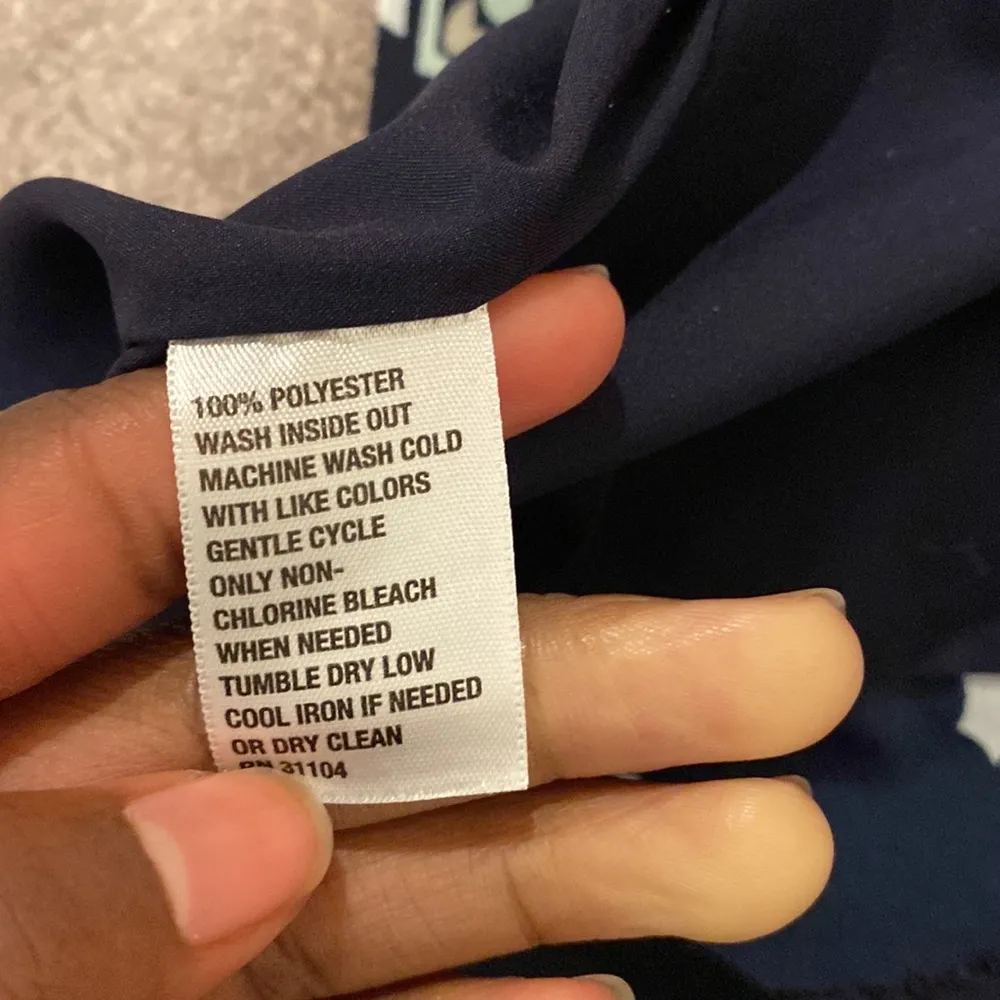 100% POLYESTER
WASH INSIDE OUT
MACHINE WASH COLD
WITH LIKE COLORS
GENTLE CYCLE
ONLY NON-
CHLORINE BLEACH
WHEN NEEDED
TUMBLE DRY LOW
COOL IRON IF NEEDED
OR DRY CLEAN
RN 31104